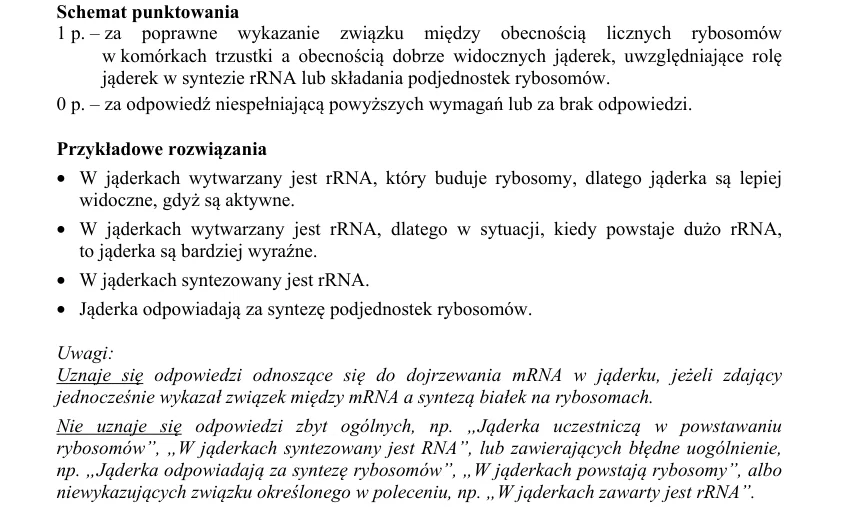 Schemat punktowania
1 p. – za poprawne wykazanie związku między obecnością licznych rybosomów
w komórkach trzustki a obecnością dobrze widocznych jąderek, uwzględniające rolę
jąderek w syntezie rRNA lub składania podjednostek rybosomów.
0 p. – za odpowiedź niespełniającą powyższych wymagań lub za brak odpowiedzi.
Przykładowe rozwiązania
• W jąderkach wytwarzany jest rRNA, który buduje rybosomy, dlatego jąderka są lepiej
widoczne, gdyż są aktywne.
• W jąderkach wytwarzany jest rRNA, dlatego w sytuacji, kiedy powstaje dużo rRNA,
to jąderka są bardziej wyraźne.
• W jąderkach syntezowany jest rRNA.
• Jąderka odpowiadają za syntezę podjednostek rybosomów.
Uwagi:
Uznaje się odpowiedzi odnoszące się do dojrzewania mRNA w jąderku, jeżeli zdający
jednocześnie wykazał związek między mRNA a syntezą białek na rybosomach.
Nie uznaje się odpowiedzi zbyt ogólnych, np. „Jąderka uczestniczą w powstawaniu
rybosomów”, „W jąderkach syntezowany jest RNA”, lub zawierających błędne uogólnienie,
np. „Jąderka odpowiadają za syntezę rybosomów”, „W jąderkach powstają rybosomy”, albo
niewykazujących związku określonego w poleceniu, np. „W jąderkach zawarty jest rRNA”.